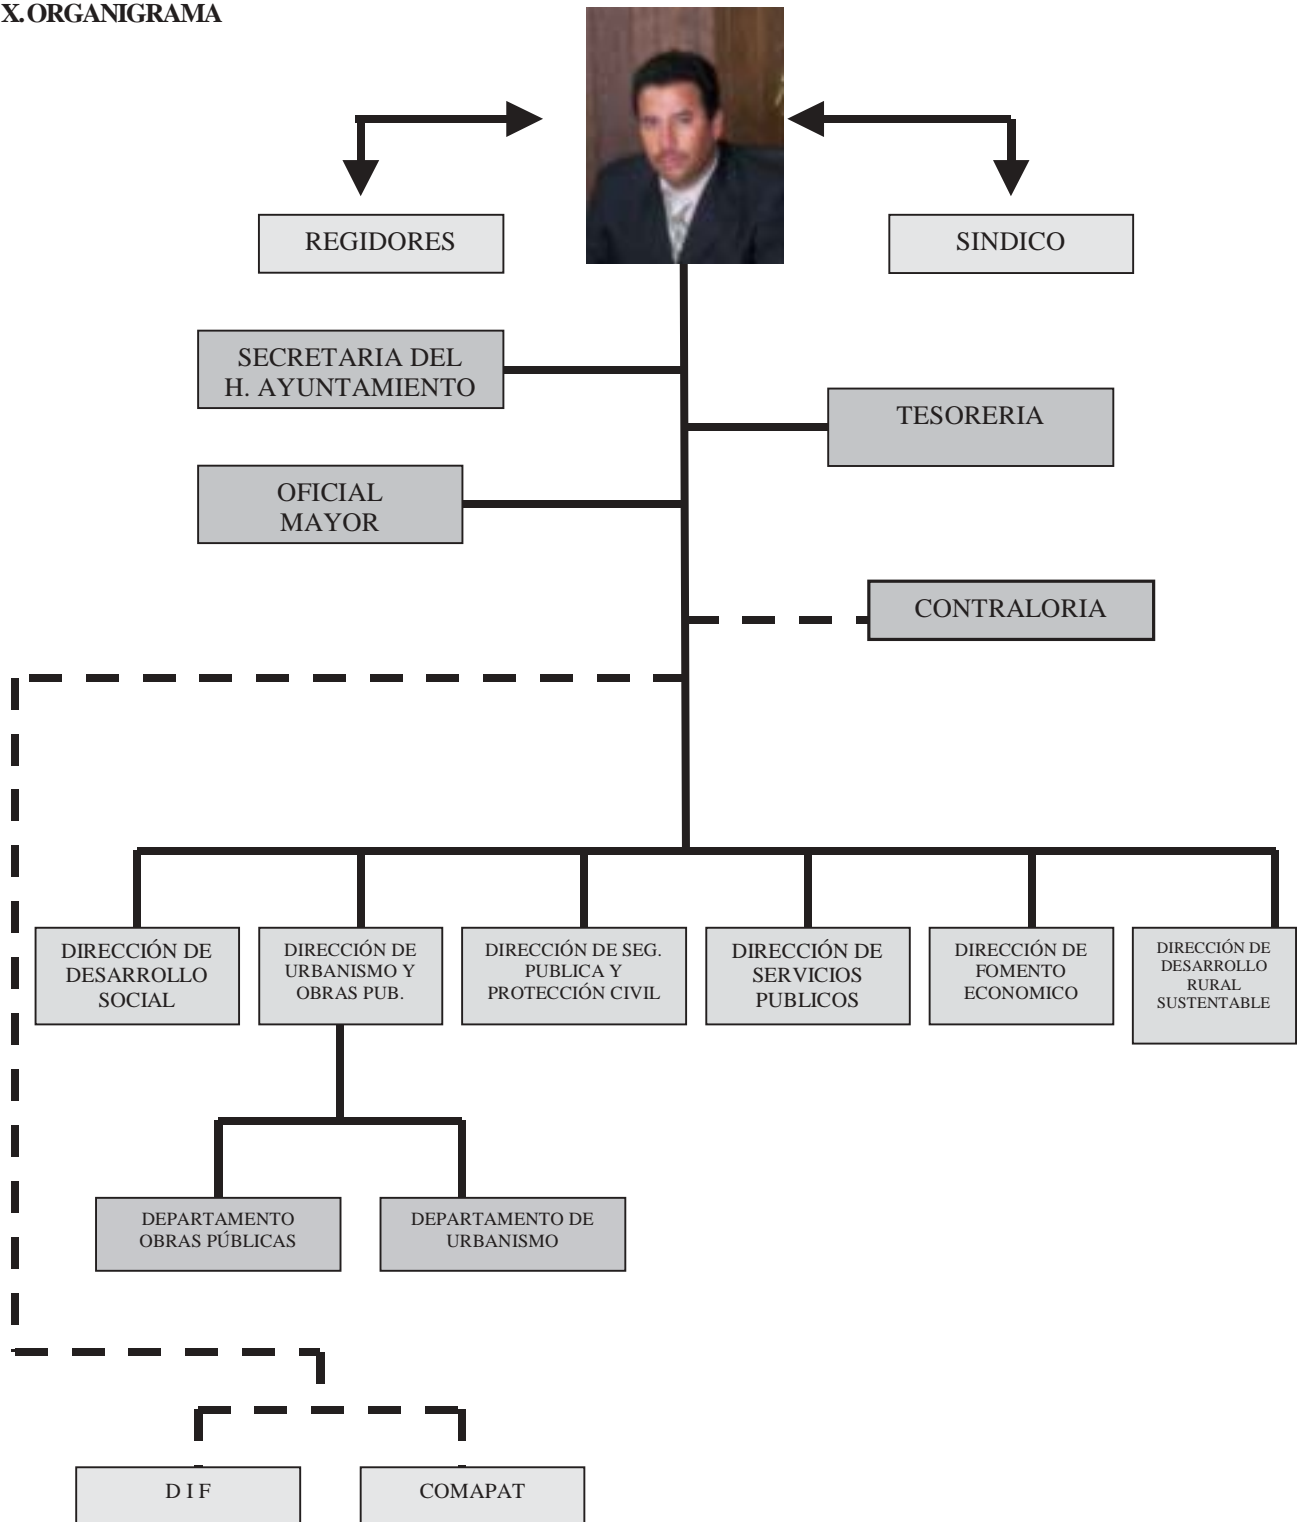 X. ORGANIGRAMA
REGIDORES
SINDICO
SECRETARIA DEL
H. AYUNTAMIENTO
TESORERIA
OFICIAL
MAYOR
CONTRALORIA
DIRECCIÓN DE
DESARROLLO
SOCIAL
DIRECCIÓN DE
URBANISMO Y
OBRAS PUB.
DIRECCIÓN DE SEG.
PUBLICA Y
PROTECCIÓN CIVIL
DIRECCIÓN DE
SERVICIOS
PUBLICOS
DIRECCIÓN DE
FOMENTO
ECONOMICO
DIRECCIÓN DE
DESARROLLO
RURAL
SUSTENTABLE
DEPARTAMENTO
OBRAS PÚBLICAS
DEPARTAMENTO DE
URBANISMO
D I F
COMAPAT